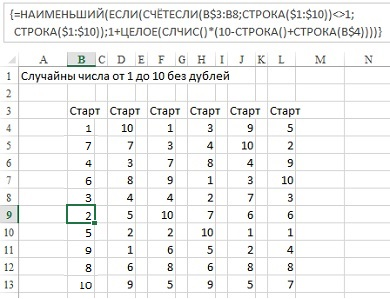 {=НАИМЕНЬШИЙ(ЕСЛИ(СЧЁТЕСЛИ(B$3:B8;СТРОКА($1:$10))<>1;
СТРОКА($1:$10));1+ЦЕЛОЕ(СЛЧИС()*(10-СТРОКА()+СТРОКА(B$4))))}
A B C D E F G H I J K L M N
1 Случайны числа от 1 до 10 без дублей
2
3 Старт Старт Старт Старт Старт Старт
4 1 10 1 3 9 5
5 7 7 3 4 10 2
6 4 3 7 8 4 9
7 6 8 9 1 3 10
8 3 4 4 2 7 3
9 2 5 10 7 6 6
10 5 2 2 10 1 1
11 9 1 6 5 2 4
12 8 6 8 6 8 8
13 10 9 5 9 5 7